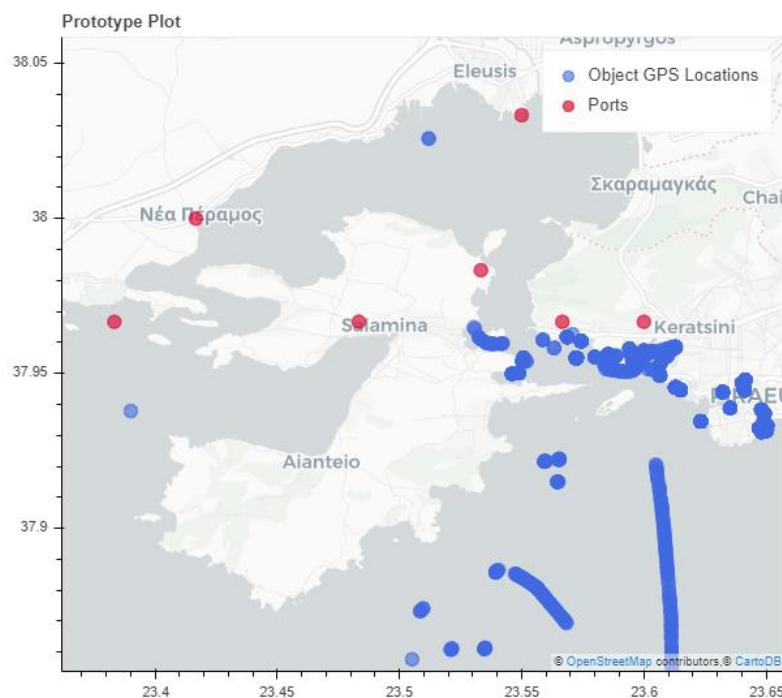 Prototype Plot
38.05
38
37.95
37.9
23.4
23.45
23.5
23.55
23.6
23.65
Object GPS Locations
Ports
Aspropyrgos
Eleusis
Σκαραμαγκάς
Chai
Νέα Πέραμος
Salamina
Keratsini
PIRAEU
Aianteio
© OpenStreetMap contributors,© CartoDB